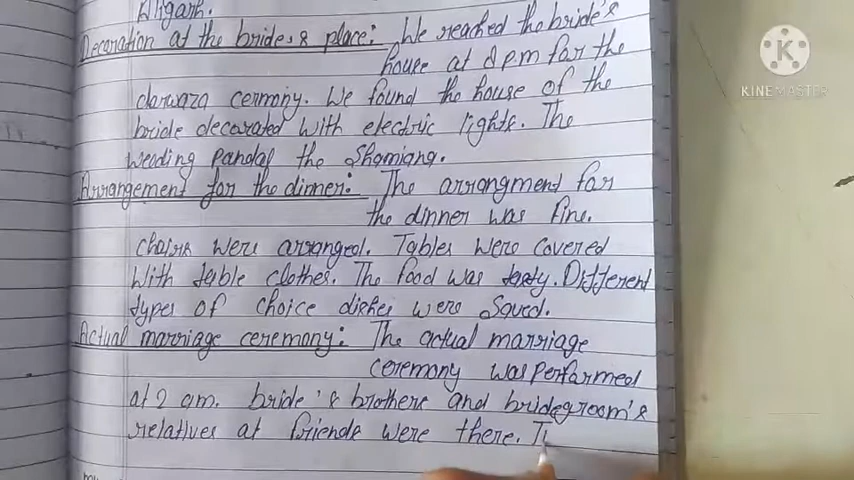 Aligarh.
Decoration at the bride's place: We reached the bride's
house at 8 p.m for the
darwaza cermony. We found the house of the
bride decorated with electric lights. The
weading pandal the Shamiana.
Arrangement for the dinner: The arrangment for
the dinner was fine.
chairs were arranged. Tables were covered
with table clothes. The food was tasty. Different
types of choice dishes were Saved.
Actual marriage ceremony: The actual marriage
ceremony was performed
at 2 am. bride's brothers and bridegroom's
relatives at friends were there. T
KINEMASTER